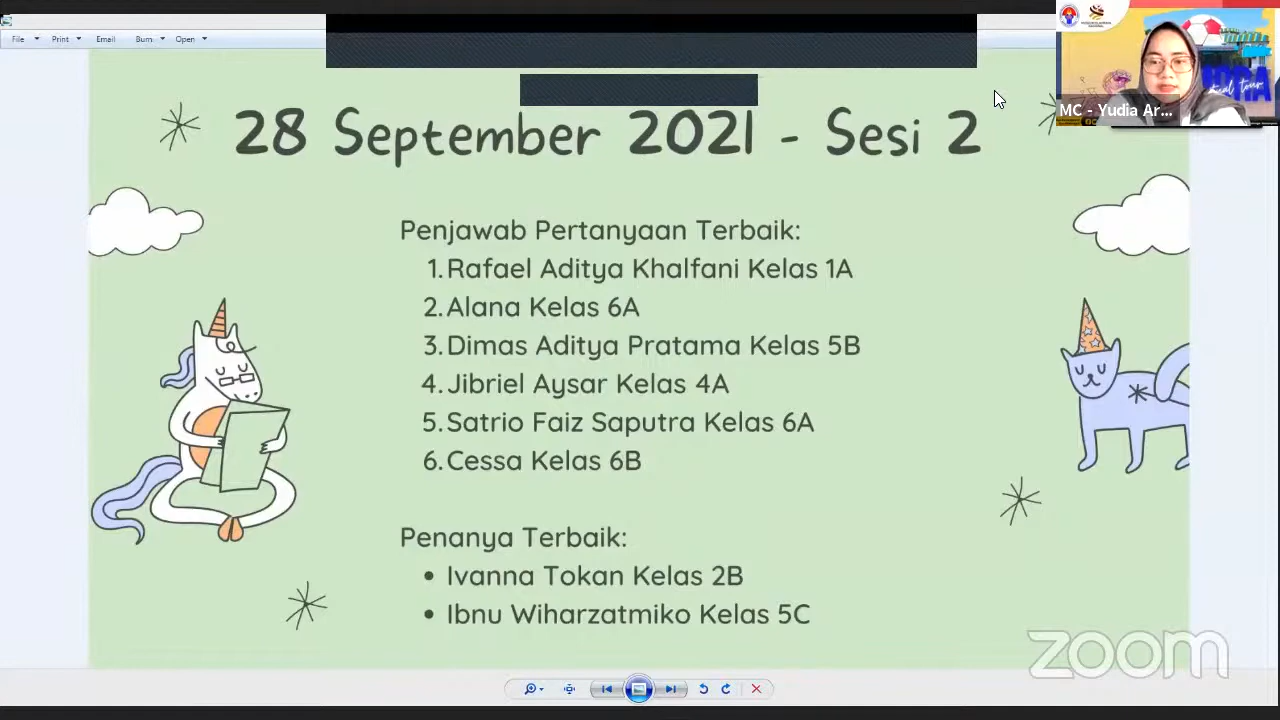 File Print Email Burn Open
MC - Yudia Ar...
28 September 2021 - Sesi 2
Penjawab Pertanyaan Terbaik:
1. Rafael Aditya Khalfani Kelas 1A
2. Alana Kelas 6A
3. Dimas Aditya Pratama Kelas 5B
4. Jibriel Aysar Kelas 4A
5. Satrio Faiz Saputra Kelas 6A
6. Cessa Kelas 6B
Penanya Terbaik:
• Ivanna Tokan Kelas 2B
• Ibnu Wiharzatmiko Kelas 5C
zoom